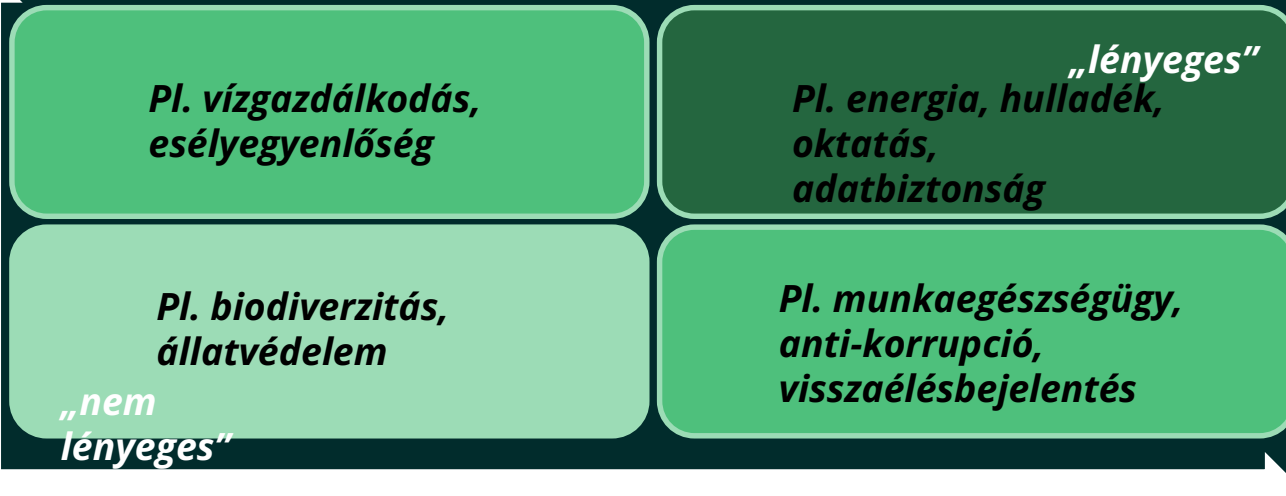 Pl. vízgazdálkodás,
esélyegyenlőség
„lényeges”
Pl. energia, hulladék,
oktatás,
adatbiztonság
Pl. biodiverzitás,
állatvédelem
„nem
lényeges”
Pl. munkaegészségügy,
anti-korrupció,
visszaélésbejelentés